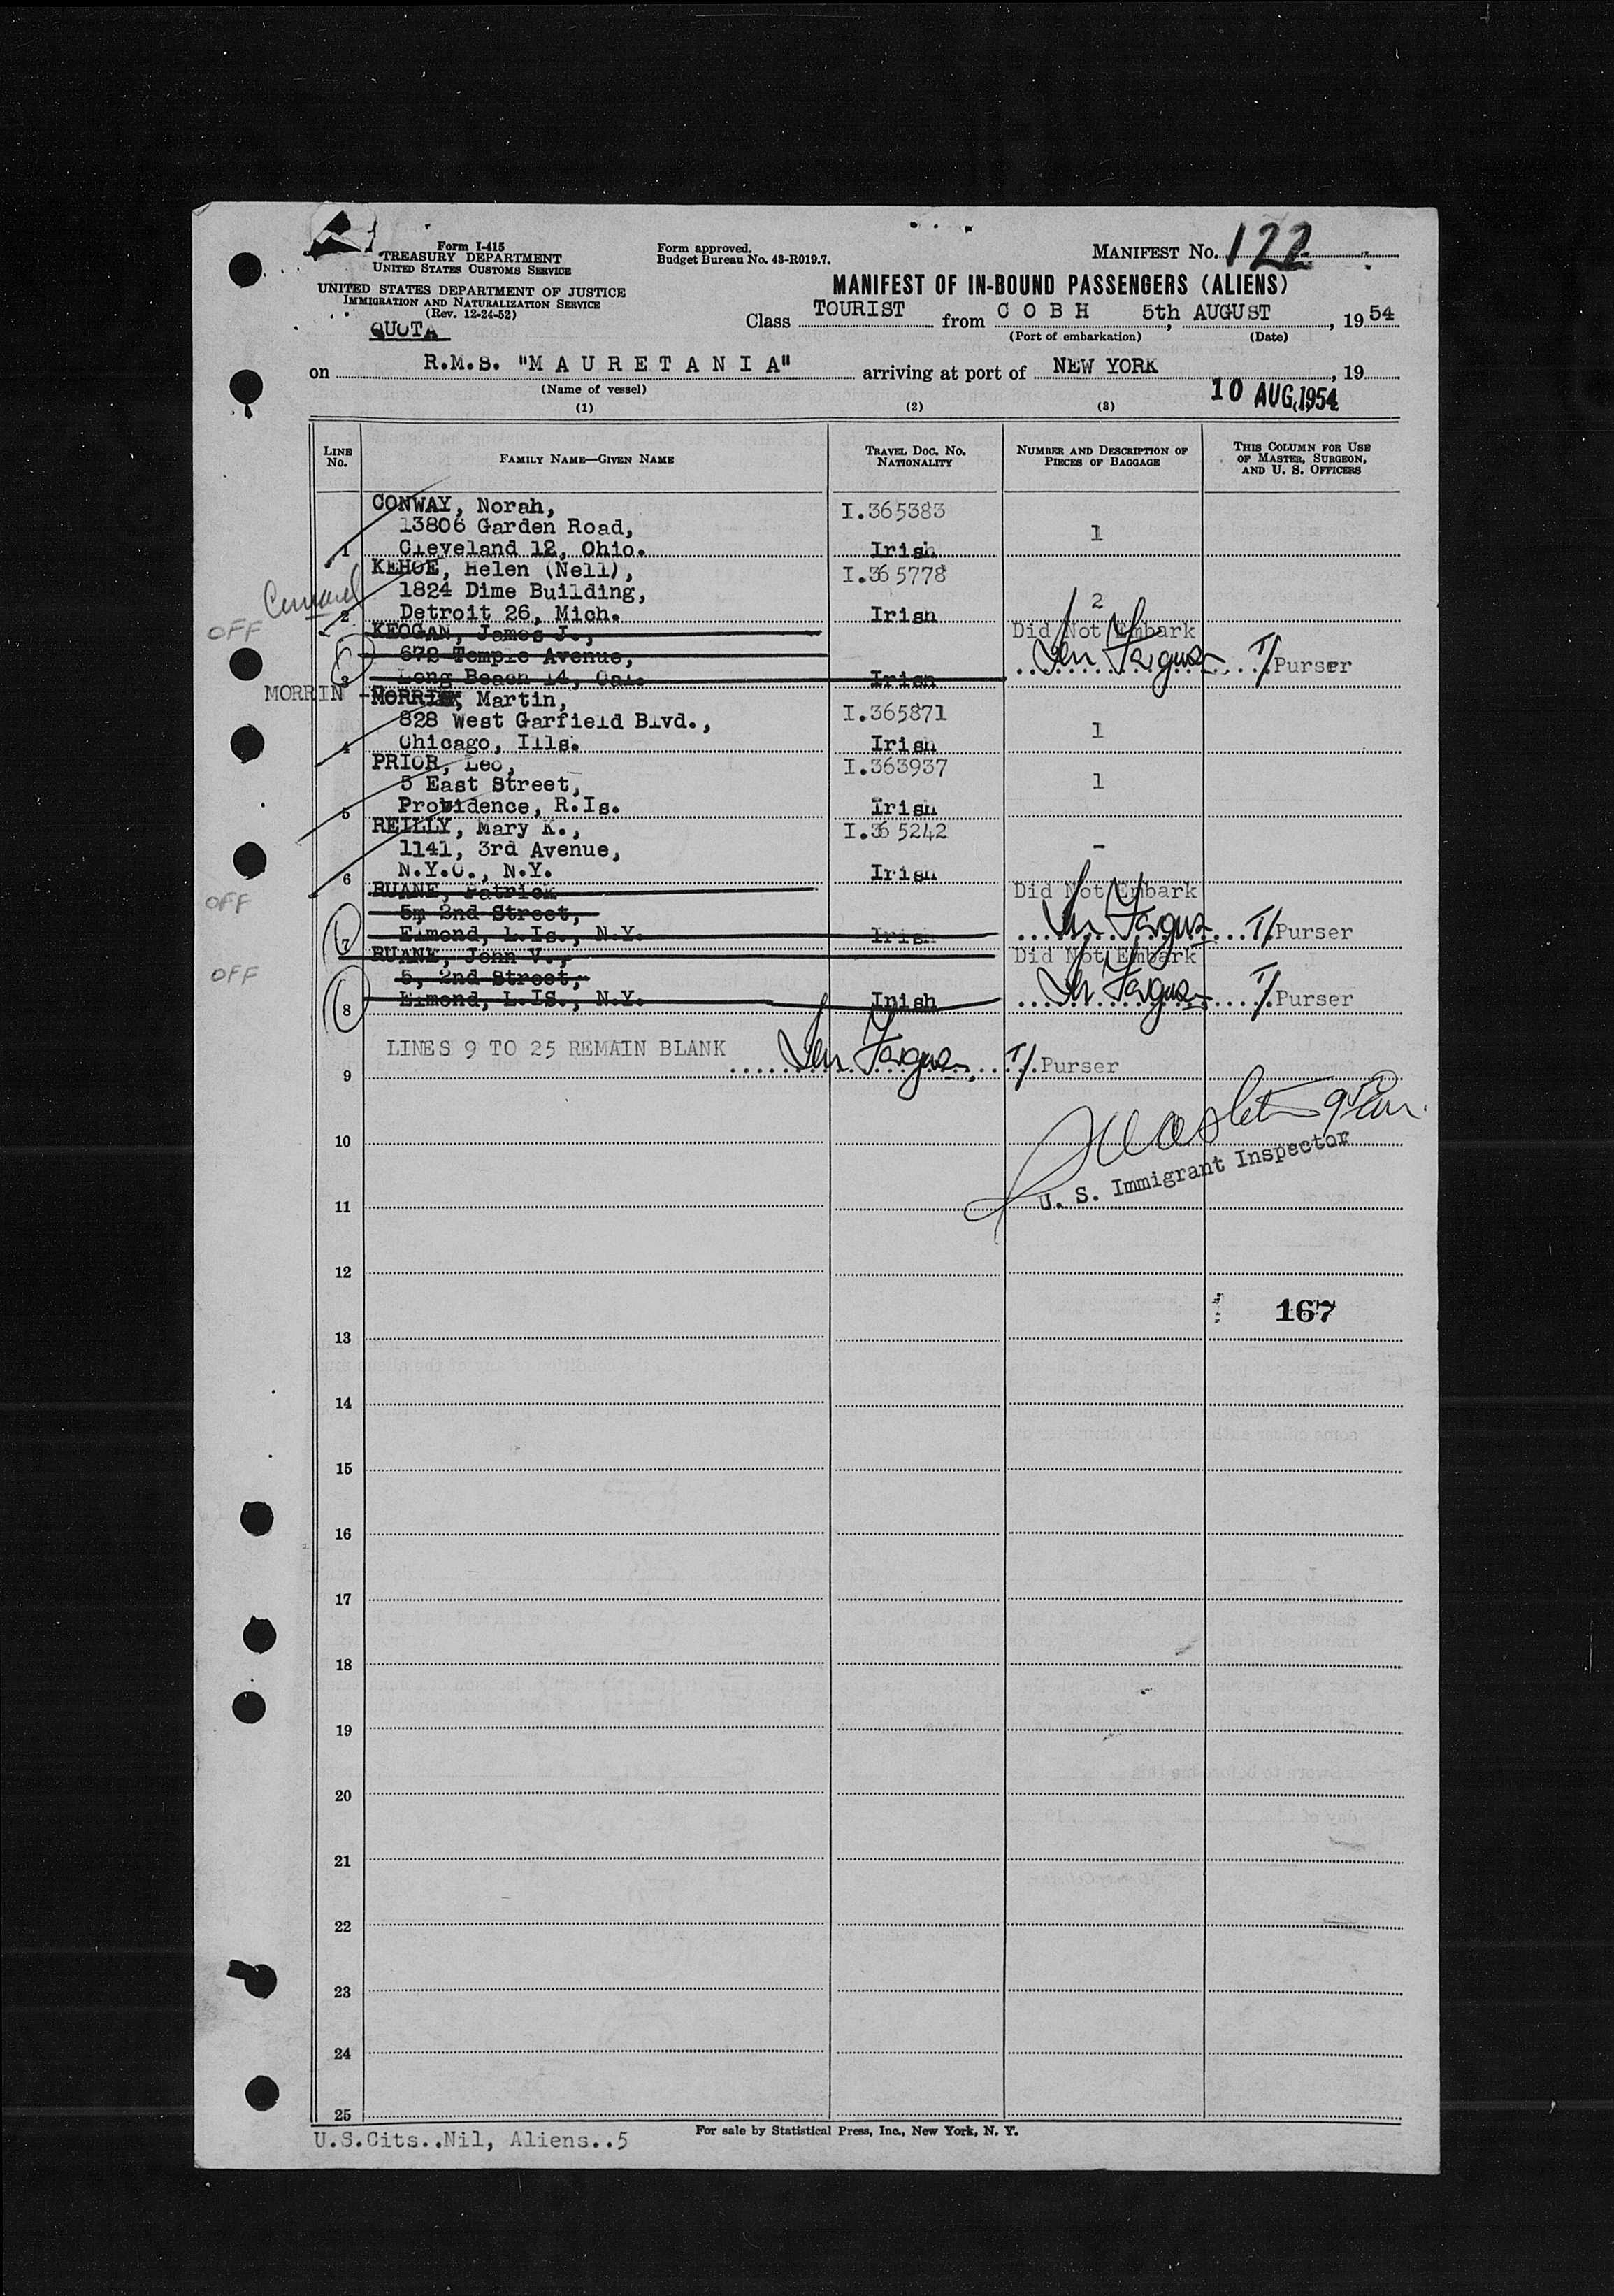 Form I-415
TREASURY DEPARTMENT
UNITED STATES CUSTOMS SERVICE
UNITED STATES DEPARTMENT OF JUSTICE
IMMIGRATION AND NATURALIZATION SERVICE
(Rev. 12-24-52)
QUOTA
Form approved.
Budget Bureau No. 43-R019.7.
MANIFEST No. 122
MANIFEST OF IN-BOUND PASSENGERS (ALIENS)
Class TOURIST from C O B H 5th, AUGUST, 19 54
(Port of embarkation) (Date)
on R.M.S. "M A U R E T A N I A" arriving at port of NEW YORK, 19
(Name of vessel)
10 AUG. 1954
(1) (2) (3)
LINE No.
FAMILY NAME—GIVEN NAME
TRAVEL DOC. No.
NATIONALITY
NUMBER AND DESCRIPTION OF
PIECES OF BAGGAGE
THIS COLUMN FOR USE
OF MASTER, SURGEON,
AND U. S. OFFICERS
CONWAY, Norah, I.365383
13806 Garden Road, 1
1 Cleveland 12, Ohio. Irish
KEHOE, Helen (Nell), I.365778
1824 Dime Building, 2
2 Detroit 26, Mich. Irish
OFF KEOGAN, James J., Did Not Embark
672 Temple Avenue, T/Purser
3 Long Beach 14, Cal. Irish
MORRIN Martin, I.365871
828 West Garfield Blvd., 1
4 Chicago, Ills. Irish
PRIOR, Leo, I.363937
5 East Street, 1
5 Providence, R.Is. Irish
REILLY, Mary K., I.365242
1141, 3rd Avenue, -
6 N.Y.C., N.Y. Irish
OFF RUANE, Patrick Did Not Embark
5m 2nd Street,
7 Elmond, L.Is., N.Y. Irish T/Purser
OFF RUANE, John V., Did Not Embark
5, 2nd Street,
8 Elmond, L.IS., N.Y. Irish T/Purser
LINES 9 TO 25 REMAIN BLANK
9 T/Purser
10
U. S. Immigrant Inspector
11
12
167
13
14
15
16
17
18
19
20
21
22
23
24
25
U.S.Cits..Nil, Aliens..5
For sale by Statistical Press, Inc., New York, N. Y.